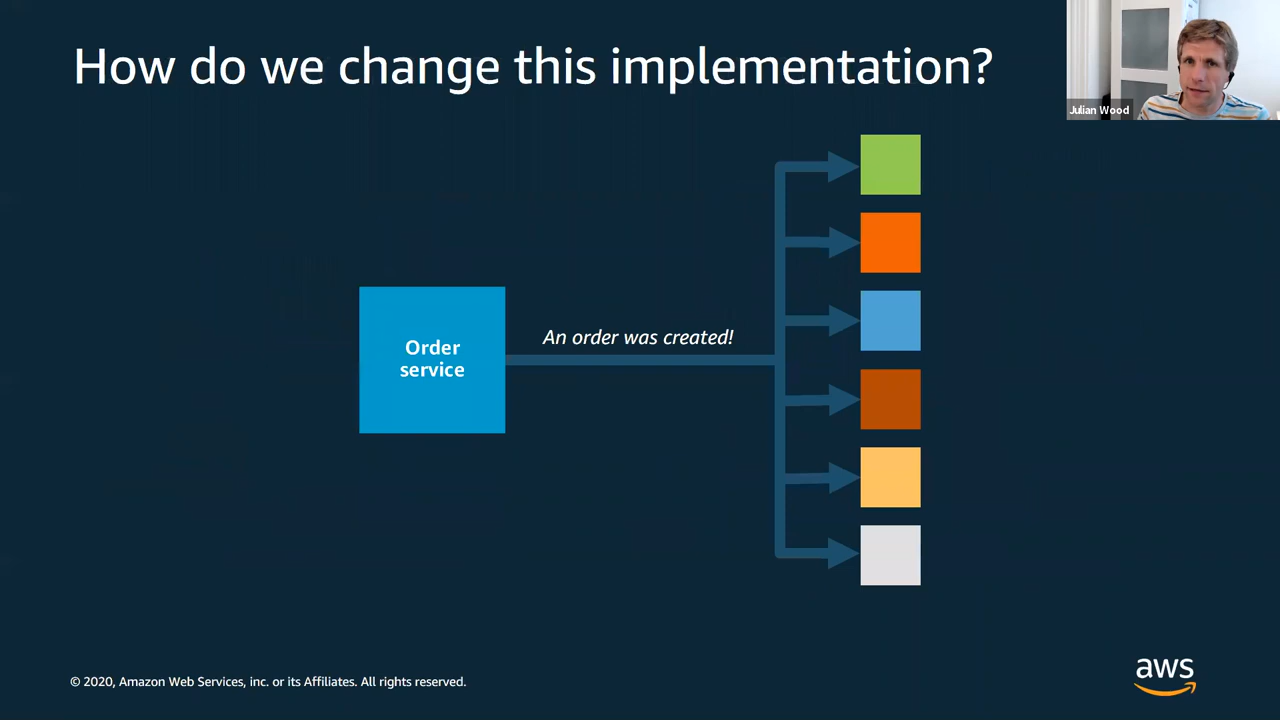 How do we change this implementation?
Julian Wood
An order was created!
Order
service
© 2020, Amazon Web Services, inc. or its Affiliates. All rights reserved.
aws